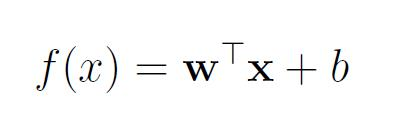 f(x) = w⊤x + b